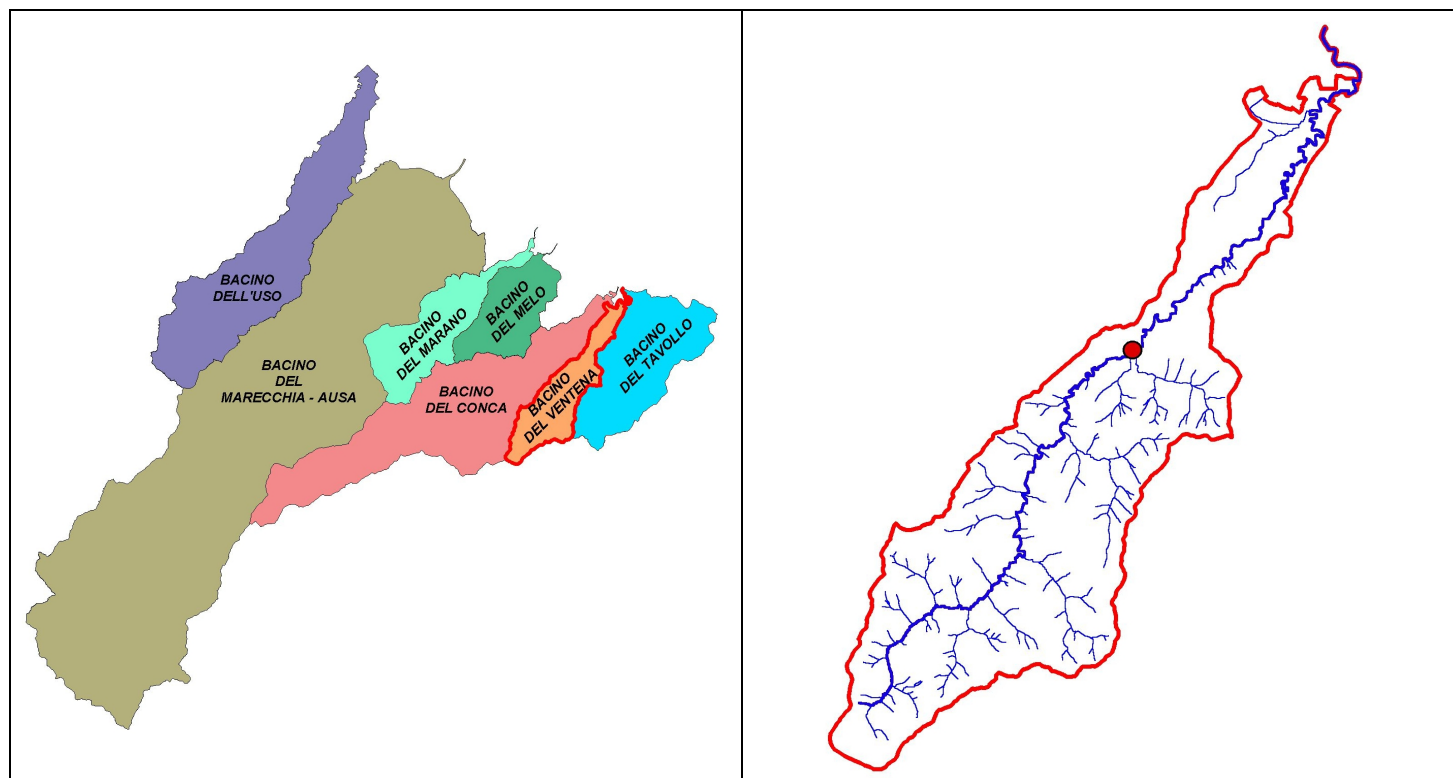 BACINO
DELL'USO
BACINO
DEL
MARECCHIA - AUSA
BACINO
DEL MARANO
BACINO
DEL MELO
BACINO
DEL CONCA
BACINO
DEL VENTENA
BACINO
DEL TAVOLLO